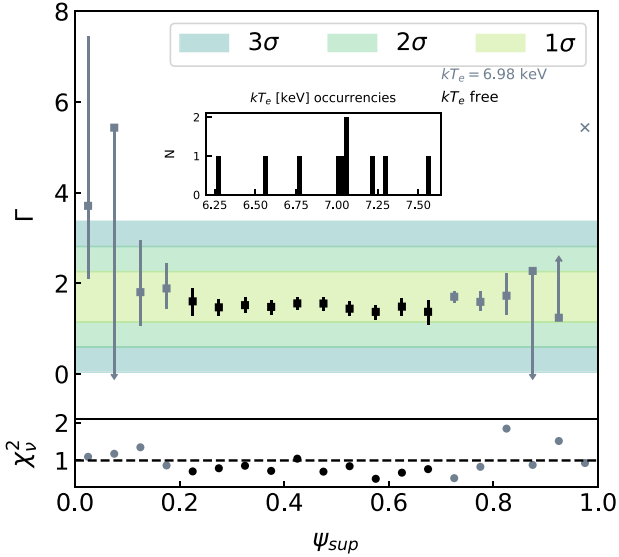 8
3σ 2σ 1σ
kTₑ = 6.98 keV
kTₑ [keV] occurrencies kTₑ free
2
N 1
0
6.25 6.50 6.75 7.00 7.25 7.50
6
Γ
4
2
0
2
χ²ᵥ 1
0.0 0.2 0.4 0.6 0.8 1.0
ψsup